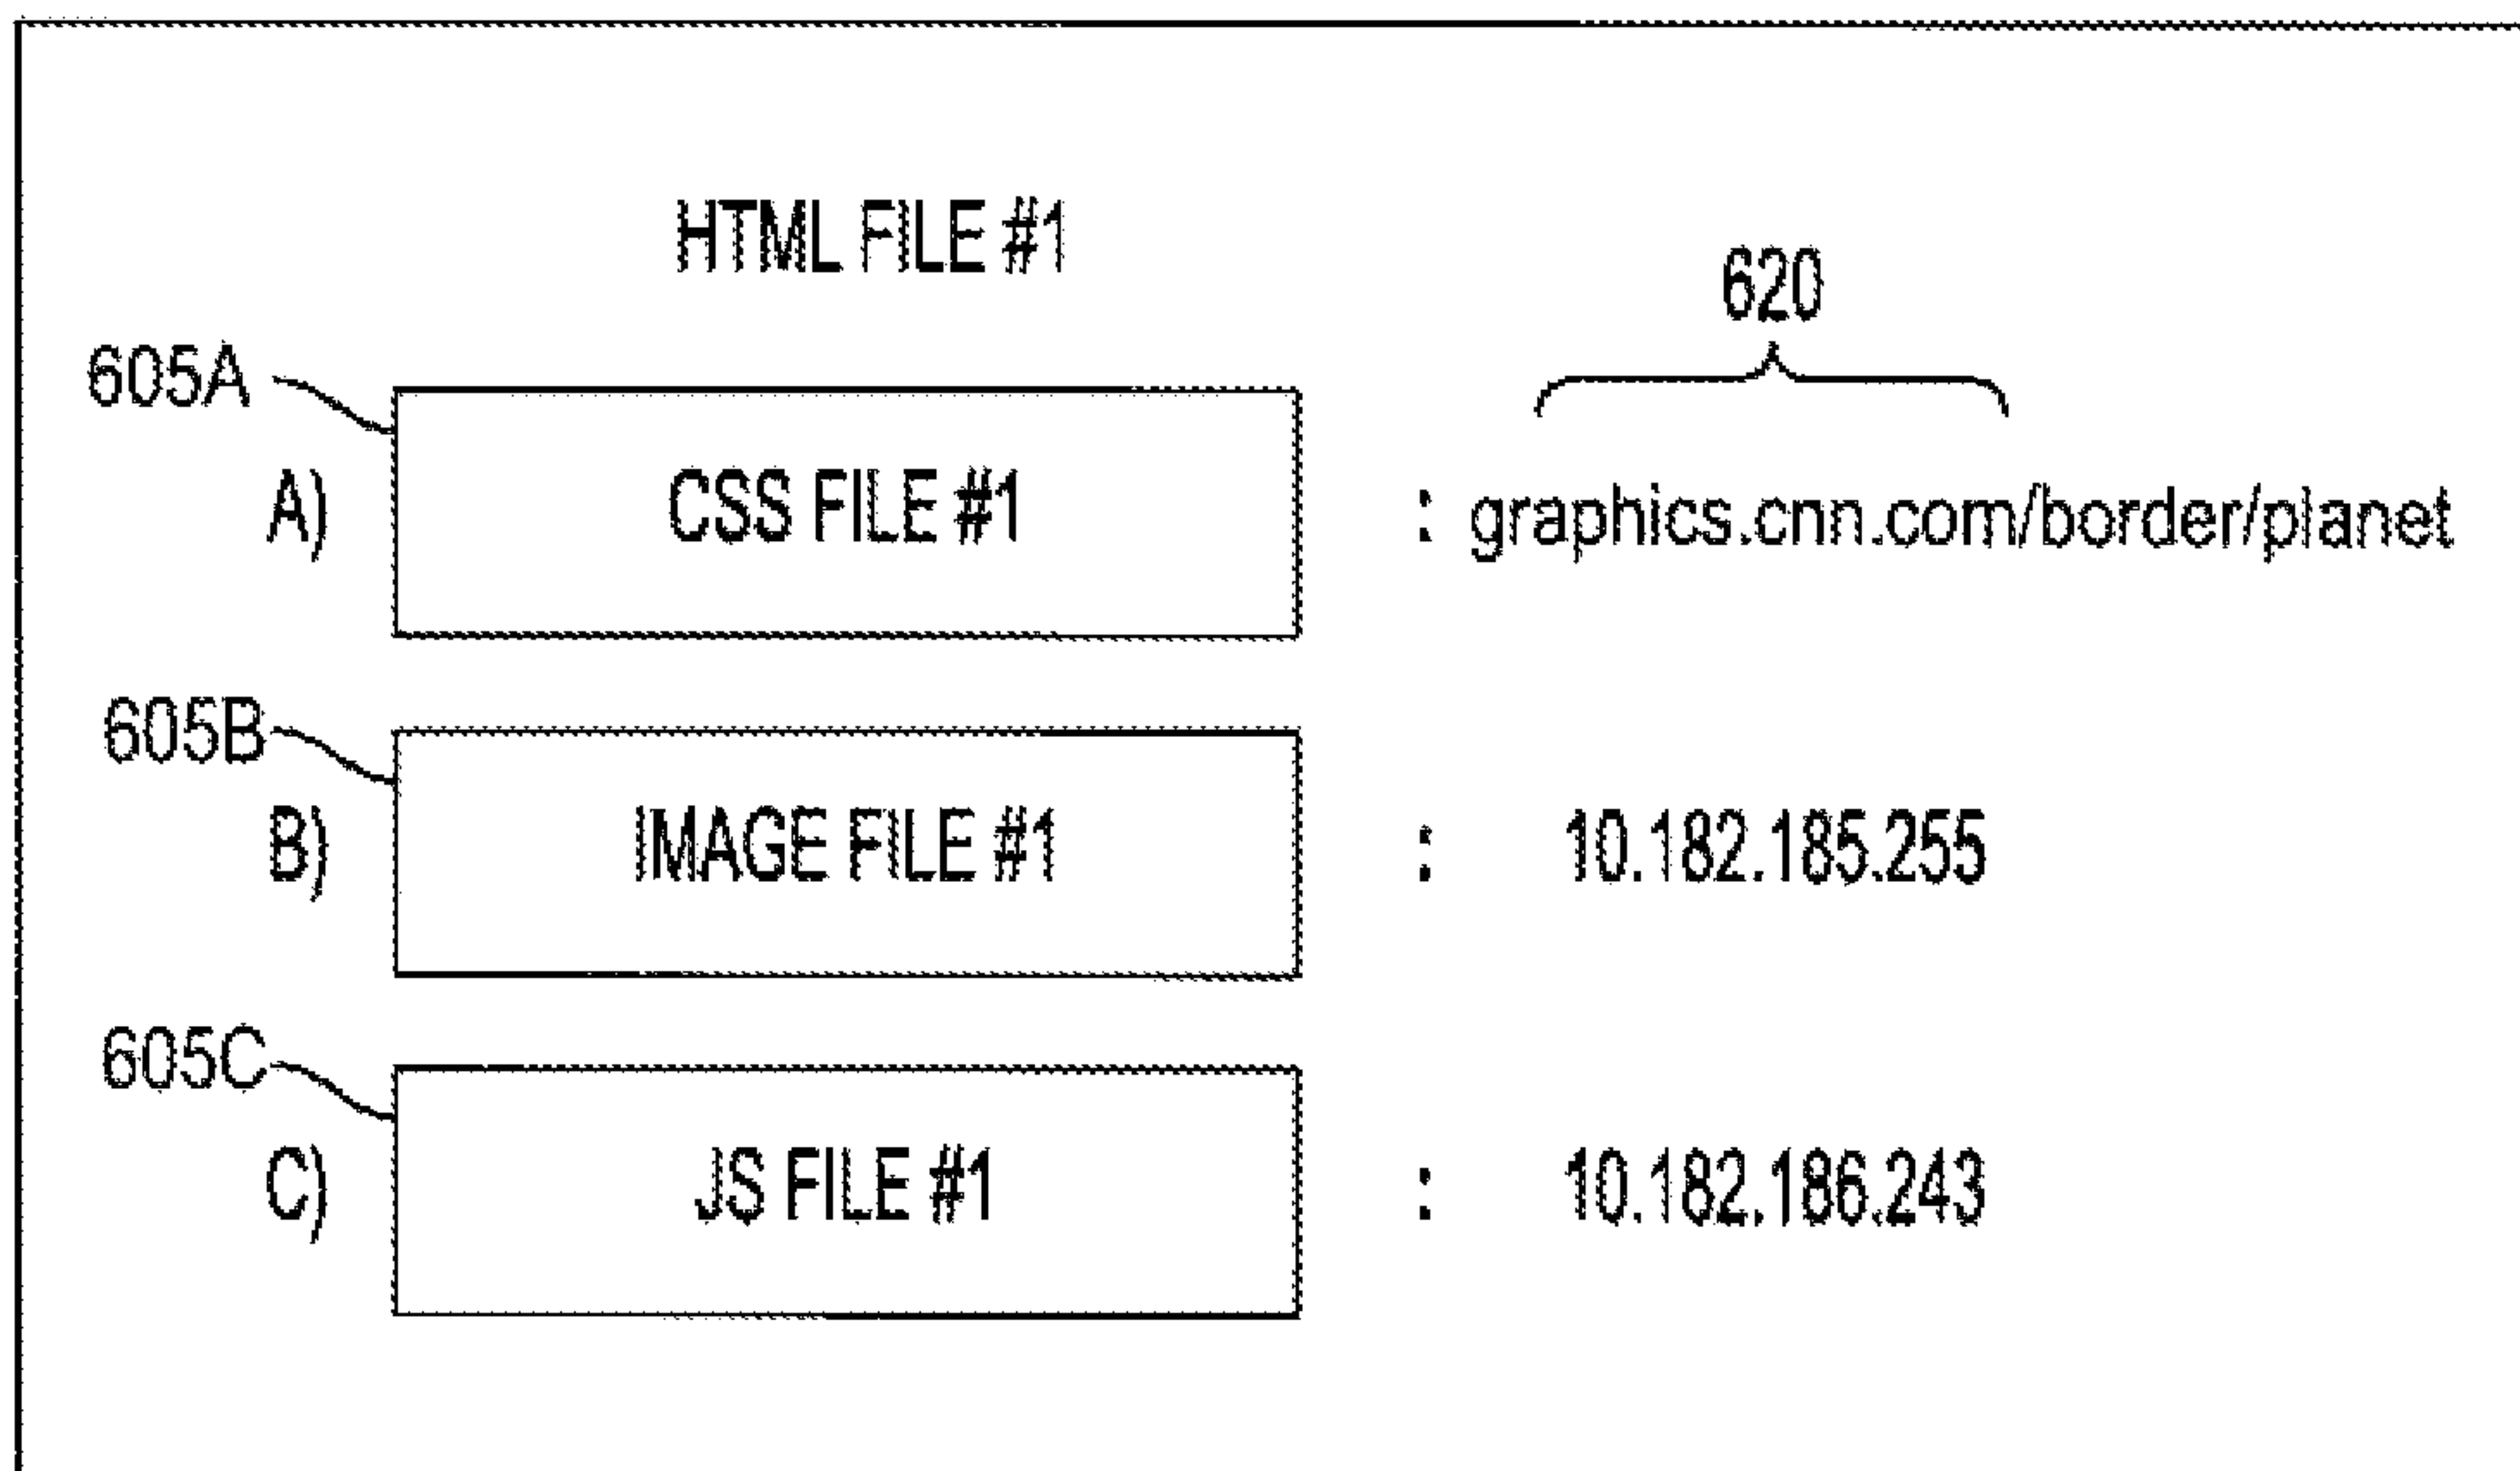 HTML FILE #1
620
605A
A) CSS FILE #1 : graphics.cnn.com/border/planet
605B
B) IMAGE FILE #1 : 10.182.185.255
605C
C) JS FILE #1 : 10.182.186.243